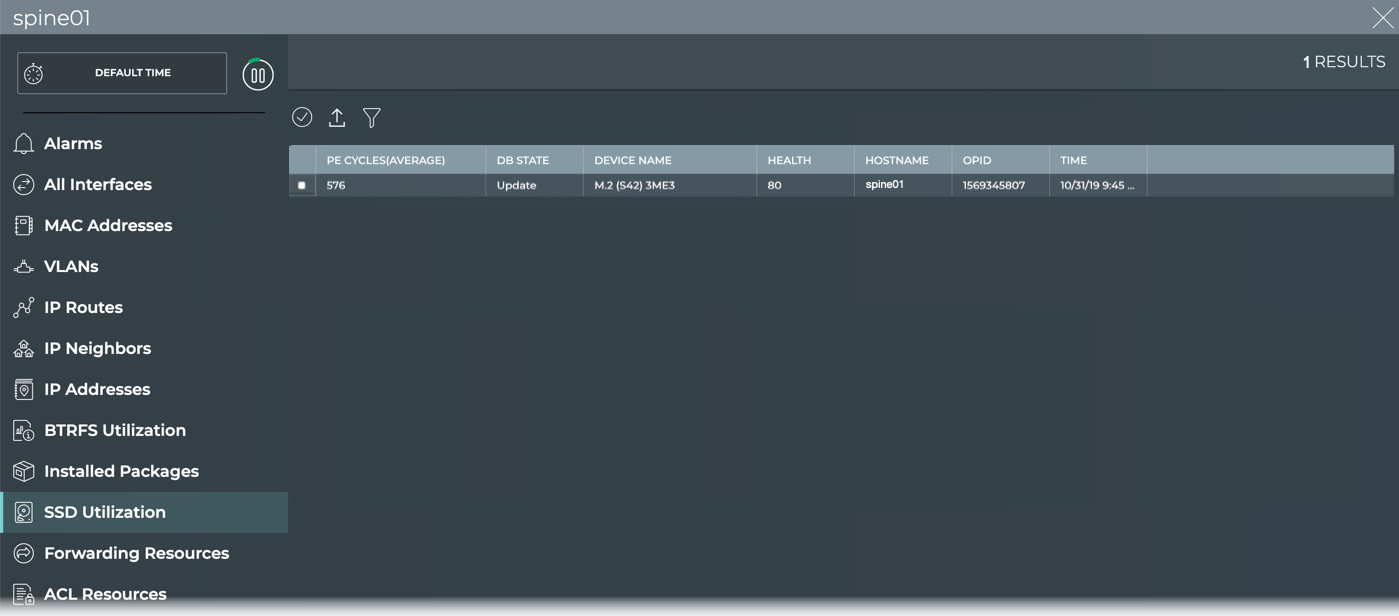 spine01
DEFAULT TIME
1 RESULTS
Alarms
All Interfaces
MAC Addresses
VLANs
IP Routes
IP Neighbors
IP Addresses
BTRFS Utilization
Installed Packages
SSD Utilization
Forwarding Resources
ACL Resources
PE CYCLES(AVERAGE) DB STATE DEVICE NAME HEALTH HOSTNAME OPID TIME
576 Update M.2 (S42) 3ME3 80 spine01 1569345807 10/31/19 9:45 ...